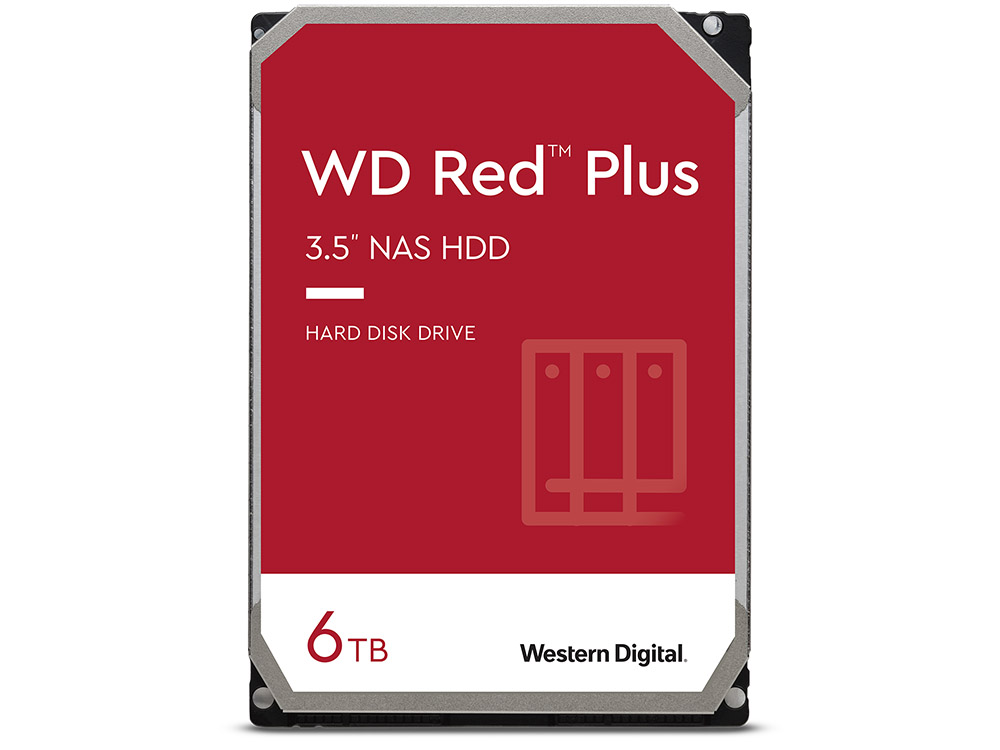 WD Red™ Plus
3.5" NAS HDD
HARD DISK DRIVE
6TB
Western Digital.